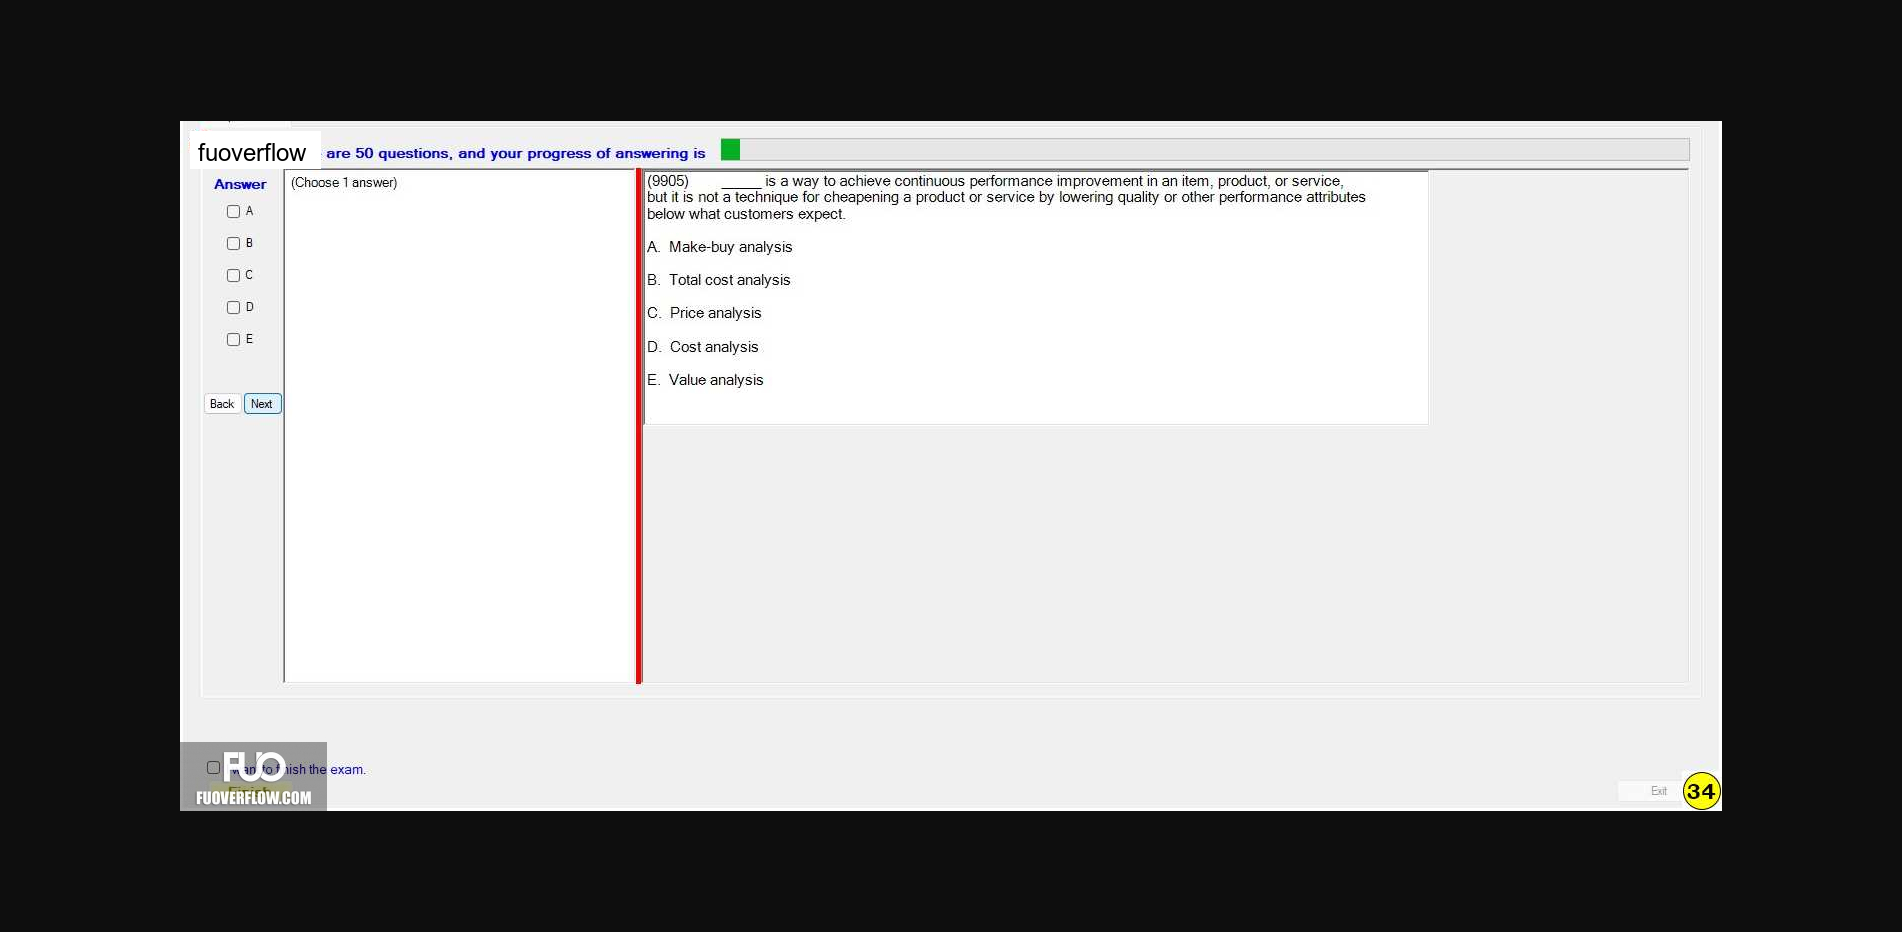 fuoverflow are 50 questions, and your progress of answering is
Answer
A
B
C
D
E
Back Next
(Choose 1 answer)
(9905) _____ is a way to achieve continuous performance improvement in an item, product, or service,
but it is not a technique for cheapening a product or service by lowering quality or other performance attributes
below what customers expect.
A. Make-buy analysis
B. Total cost analysis
C. Price analysis
D. Cost analysis
E. Value analysis
to finish the exam.
Finish
FUO
FUOVERFLOW.COM
Exit
34